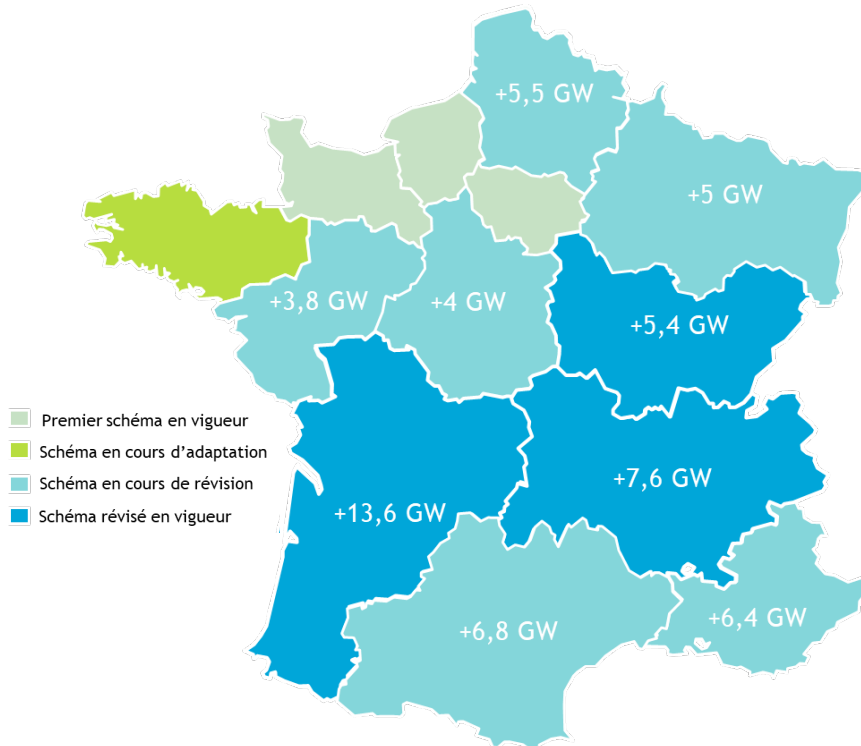 +5,5 GW
+5 GW
+3,8 GW
+4 GW
+5,4 GW
Premier schéma en vigueur
Schéma en cours d’adaptation
Schéma en cours de révision
Schéma révisé en vigueur
+7,6 GW
+13,6 GW
+6,8 GW
+6,4 GW